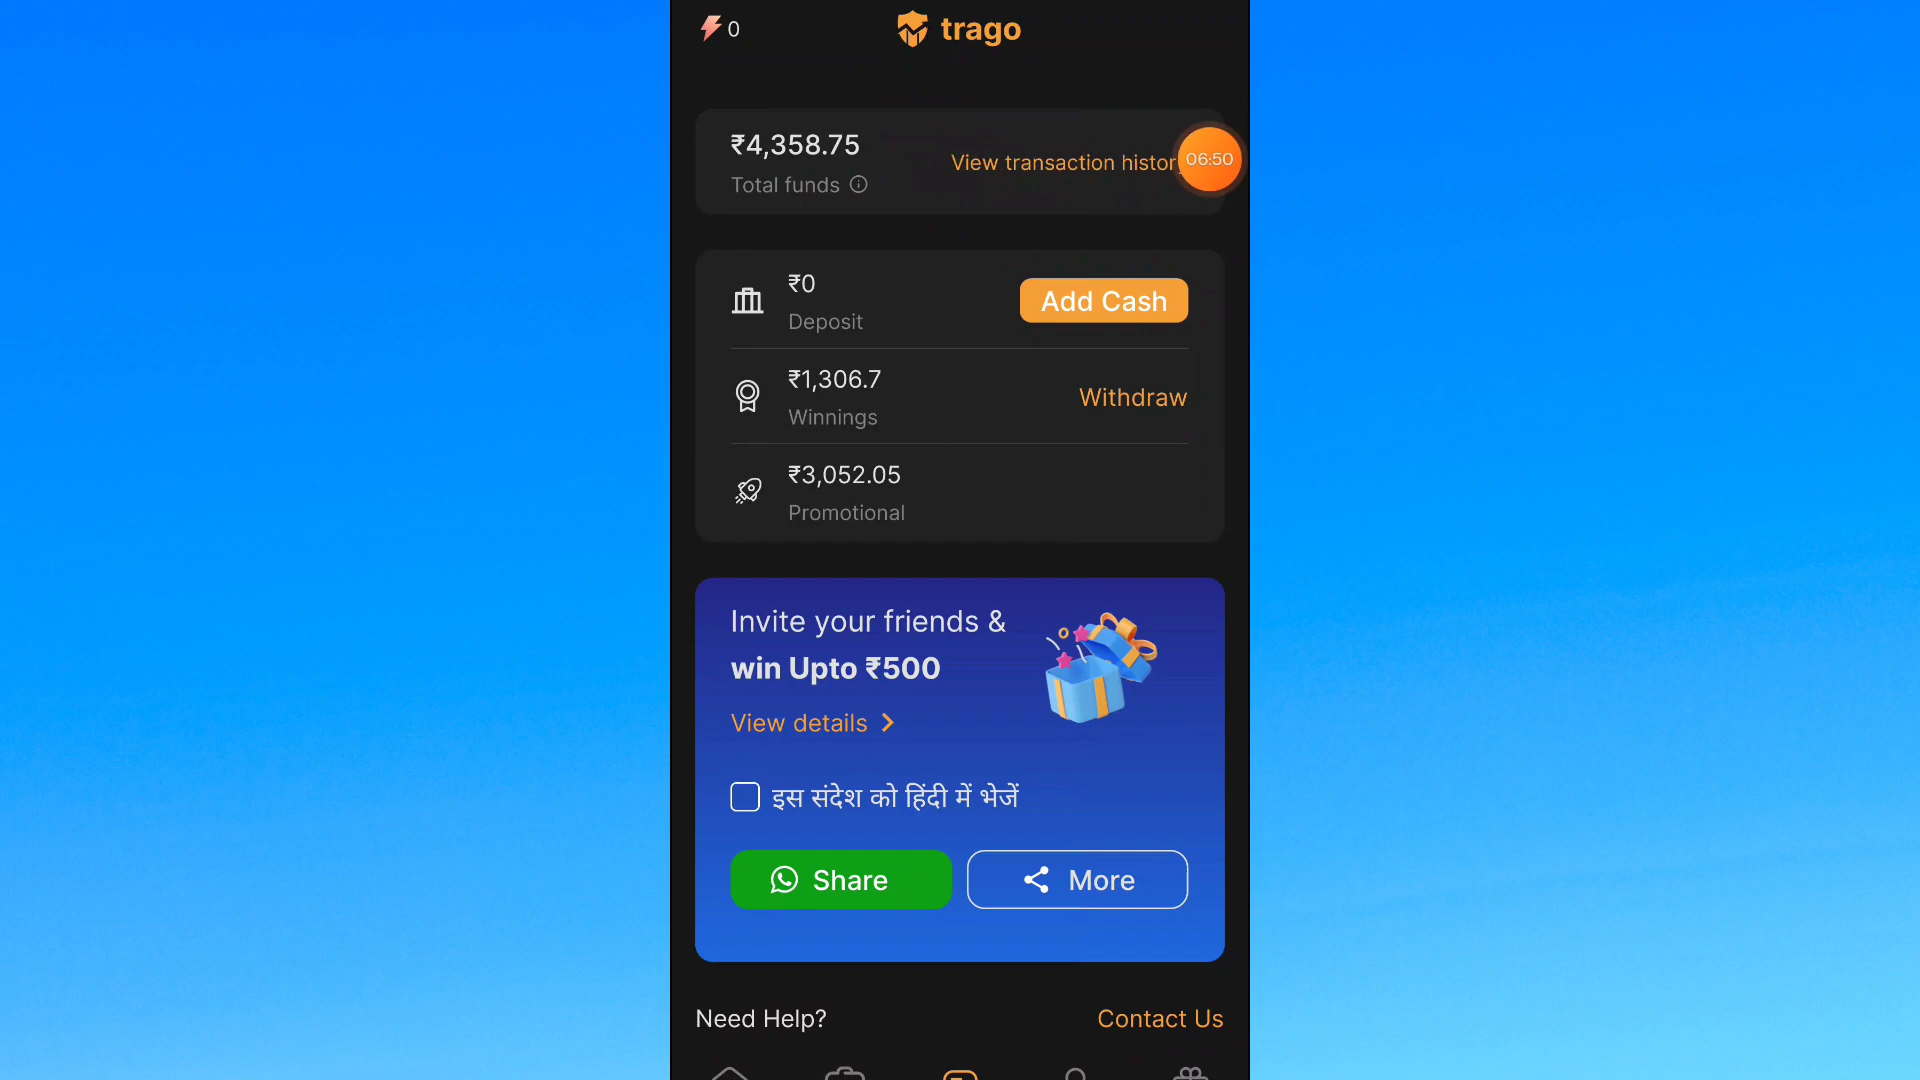 0
trago
₹4,358.75
Total funds
View transaction histor
06:50
₹0
Deposit
Add Cash
₹1,306.7
Winnings
Withdraw
₹3,052.05
Promotional
Invite your friends &
win Upto ₹500
View details
इस संदेश को हिंदी में भेजें
Share
More
Need Help?
Contact Us